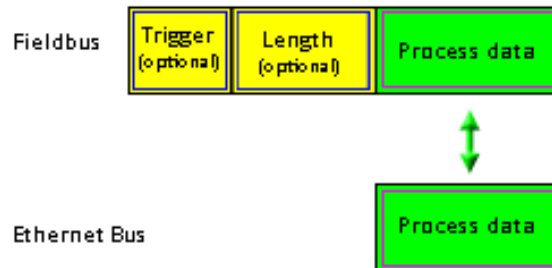 Fieldbus
Trigger
(optional)
Length
(optional)
Process data
Ethernet Bus
Process data